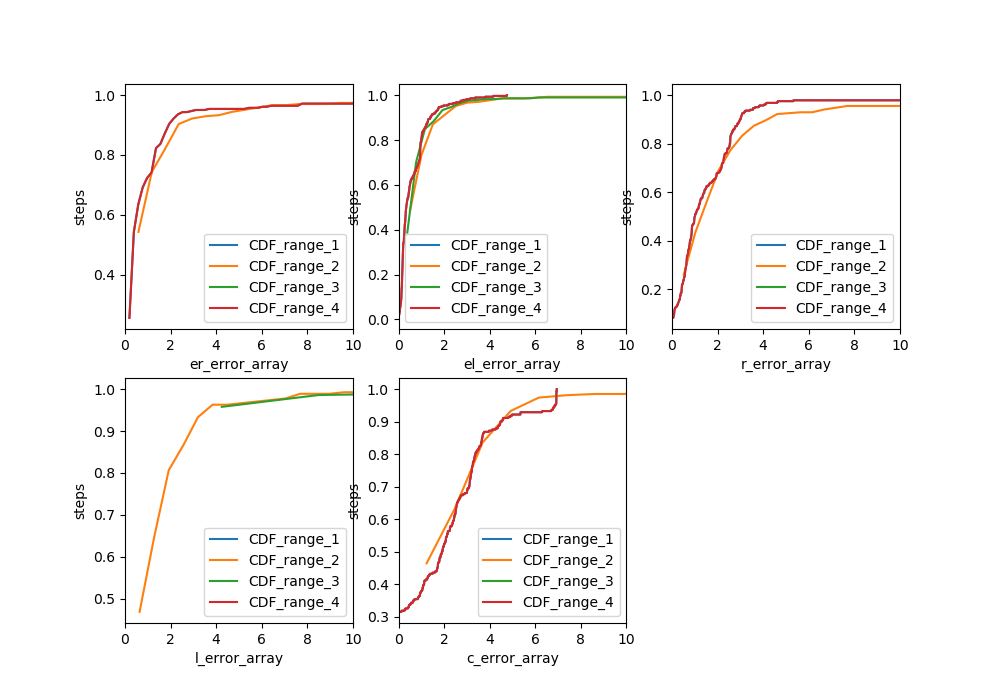 1.0
0.8
0.6
0.4
steps
CDF_range_1
CDF_range_2
CDF_range_3
CDF_range_4
0 2 4 6 8 10
er_error_array
1.0
0.8
0.6
0.4
0.2
0.0
steps
CDF_range_1
CDF_range_2
CDF_range_3
CDF_range_4
0 2 4 6 8 10
el_error_array
1.0
0.8
0.6
0.4
0.2
steps
CDF_range_1
CDF_range_2
CDF_range_3
CDF_range_4
0 2 4 6 8 10
r_error_array
1.0
0.9
0.8
0.7
0.6
0.5
steps
CDF_range_1
CDF_range_2
CDF_range_3
CDF_range_4
0 2 4 6 8 10
l_error_array
1.0
0.9
0.8
0.7
0.6
0.5
0.4
0.3
steps
CDF_range_1
CDF_range_2
CDF_range_3
CDF_range_4
0 2 4 6 8 10
c_error_array